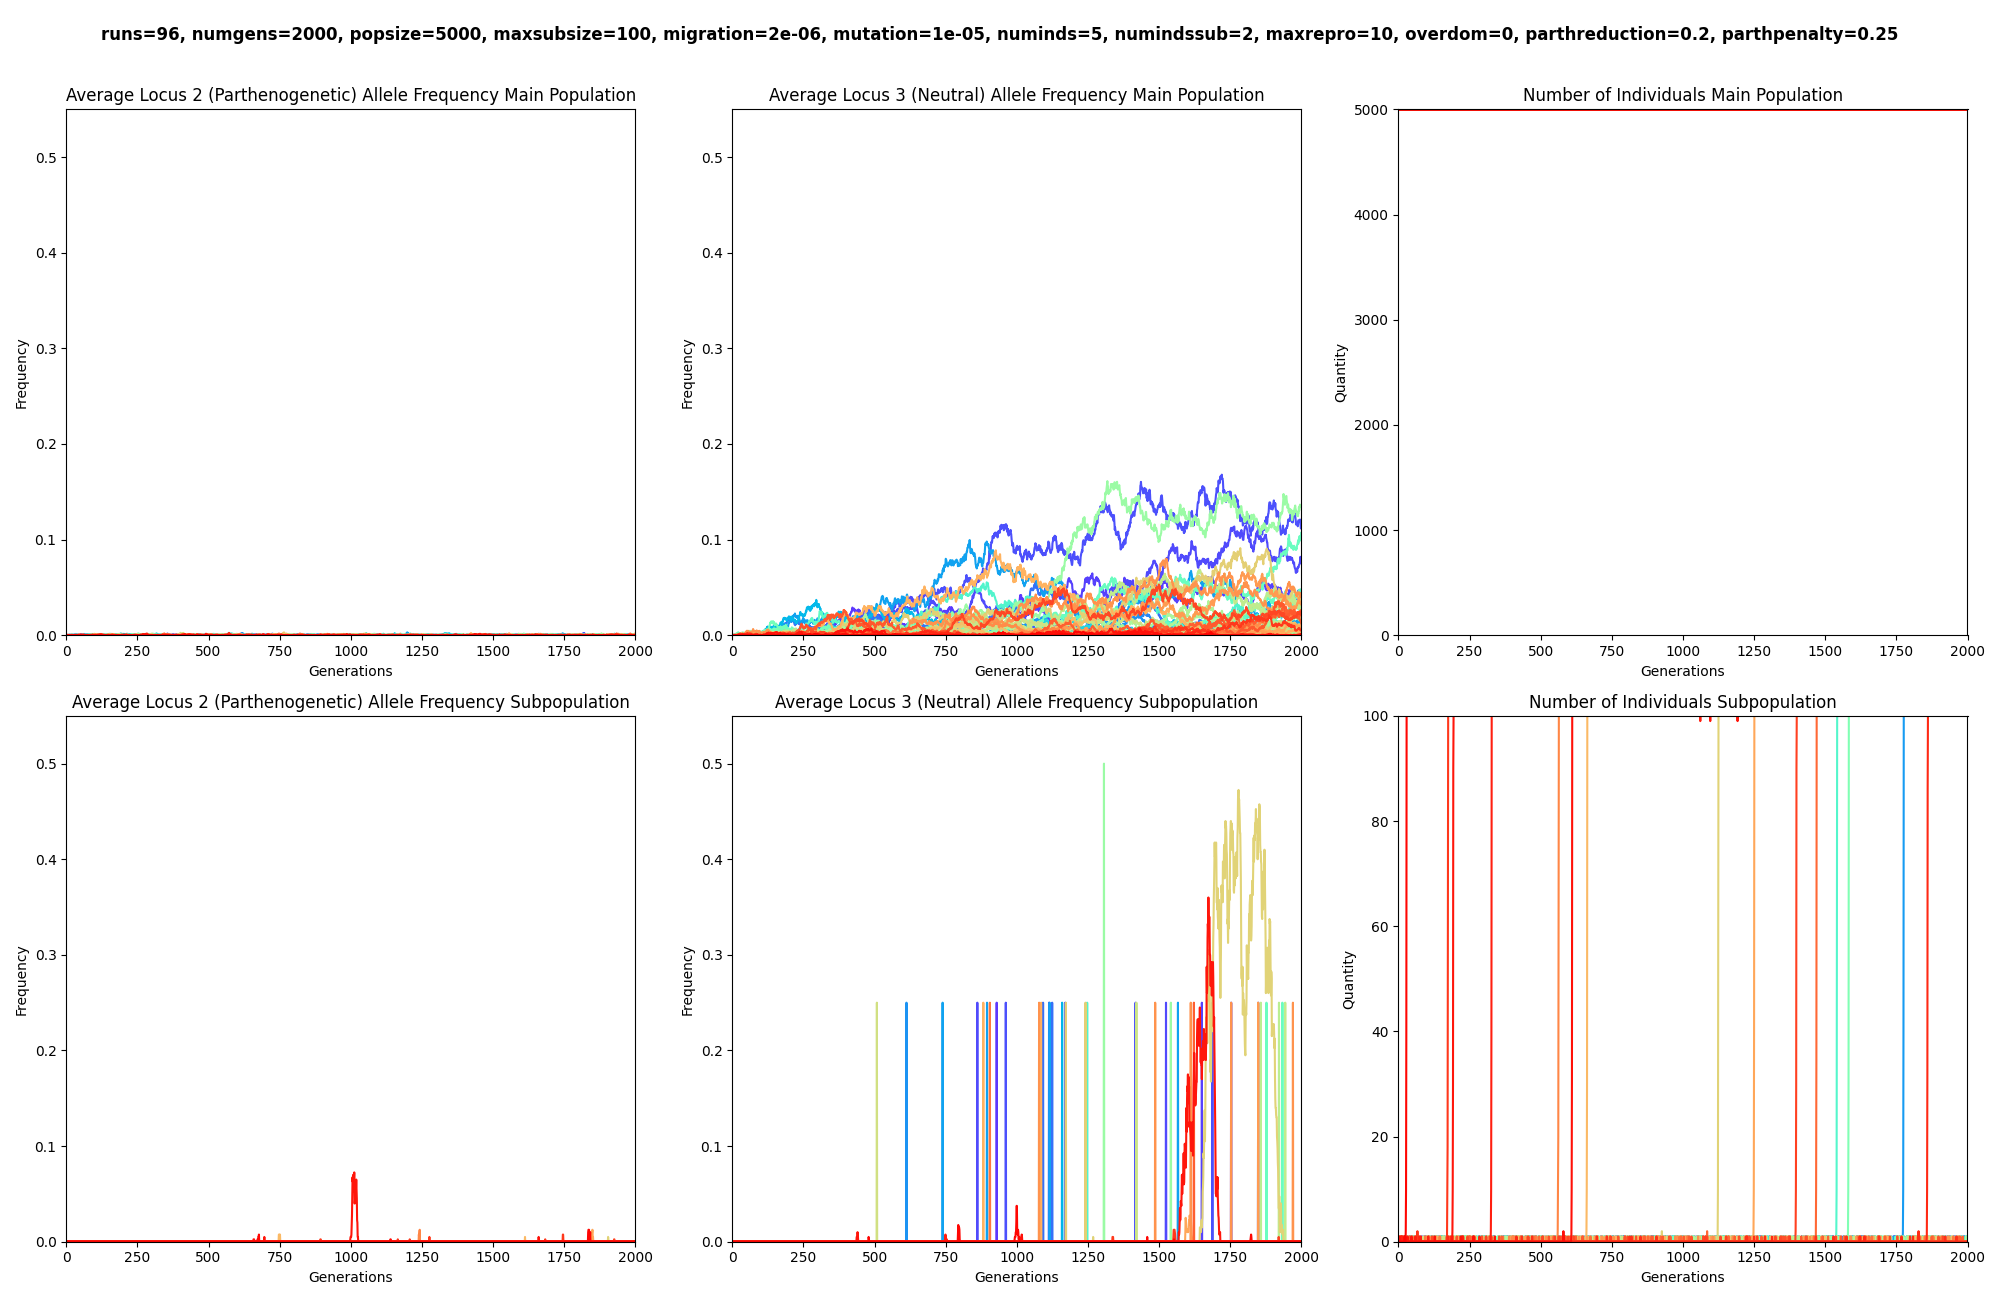 runs=96, numgens=2000, popsize=5000, maxsubsize=100, migration=2e-06, mutation=1e-05, numinds=5, numindssub=2, maxrepro=10, overdom=0, parthreduction=0.2, parthpenalty=0.25
Average Locus 2 (Parthenogenetic) Allele Frequency Main Population
Frequency
0.5
0.4
0.3
0.2
0.1
0.0
0 250 500 750 1000 1250 1500 1750 2000
Generations
Average Locus 3 (Neutral) Allele Frequency Main Population
Frequency
0.5
0.4
0.3
0.2
0.1
0.0
0 250 500 750 1000 1250 1500 1750 2000
Generations
Number of Individuals Main Population
Quantity
5000
4000
3000
2000
1000
0
0 250 500 750 1000 1250 1500 1750 2000
Generations
Average Locus 2 (Parthenogenetic) Allele Frequency Subpopulation
Frequency
0.5
0.4
0.3
0.2
0.1
0.0
0 250 500 750 1000 1250 1500 1750 2000
Generations
Average Locus 3 (Neutral) Allele Frequency Subpopulation
Frequency
0.5
0.4
0.3
0.2
0.1
0.0
0 250 500 750 1000 1250 1500 1750 2000
Generations
Number of Individuals Subpopulation
Quantity
100
80
60
40
20
0
0 250 500 750 1000 1250 1500 1750 2000
Generations